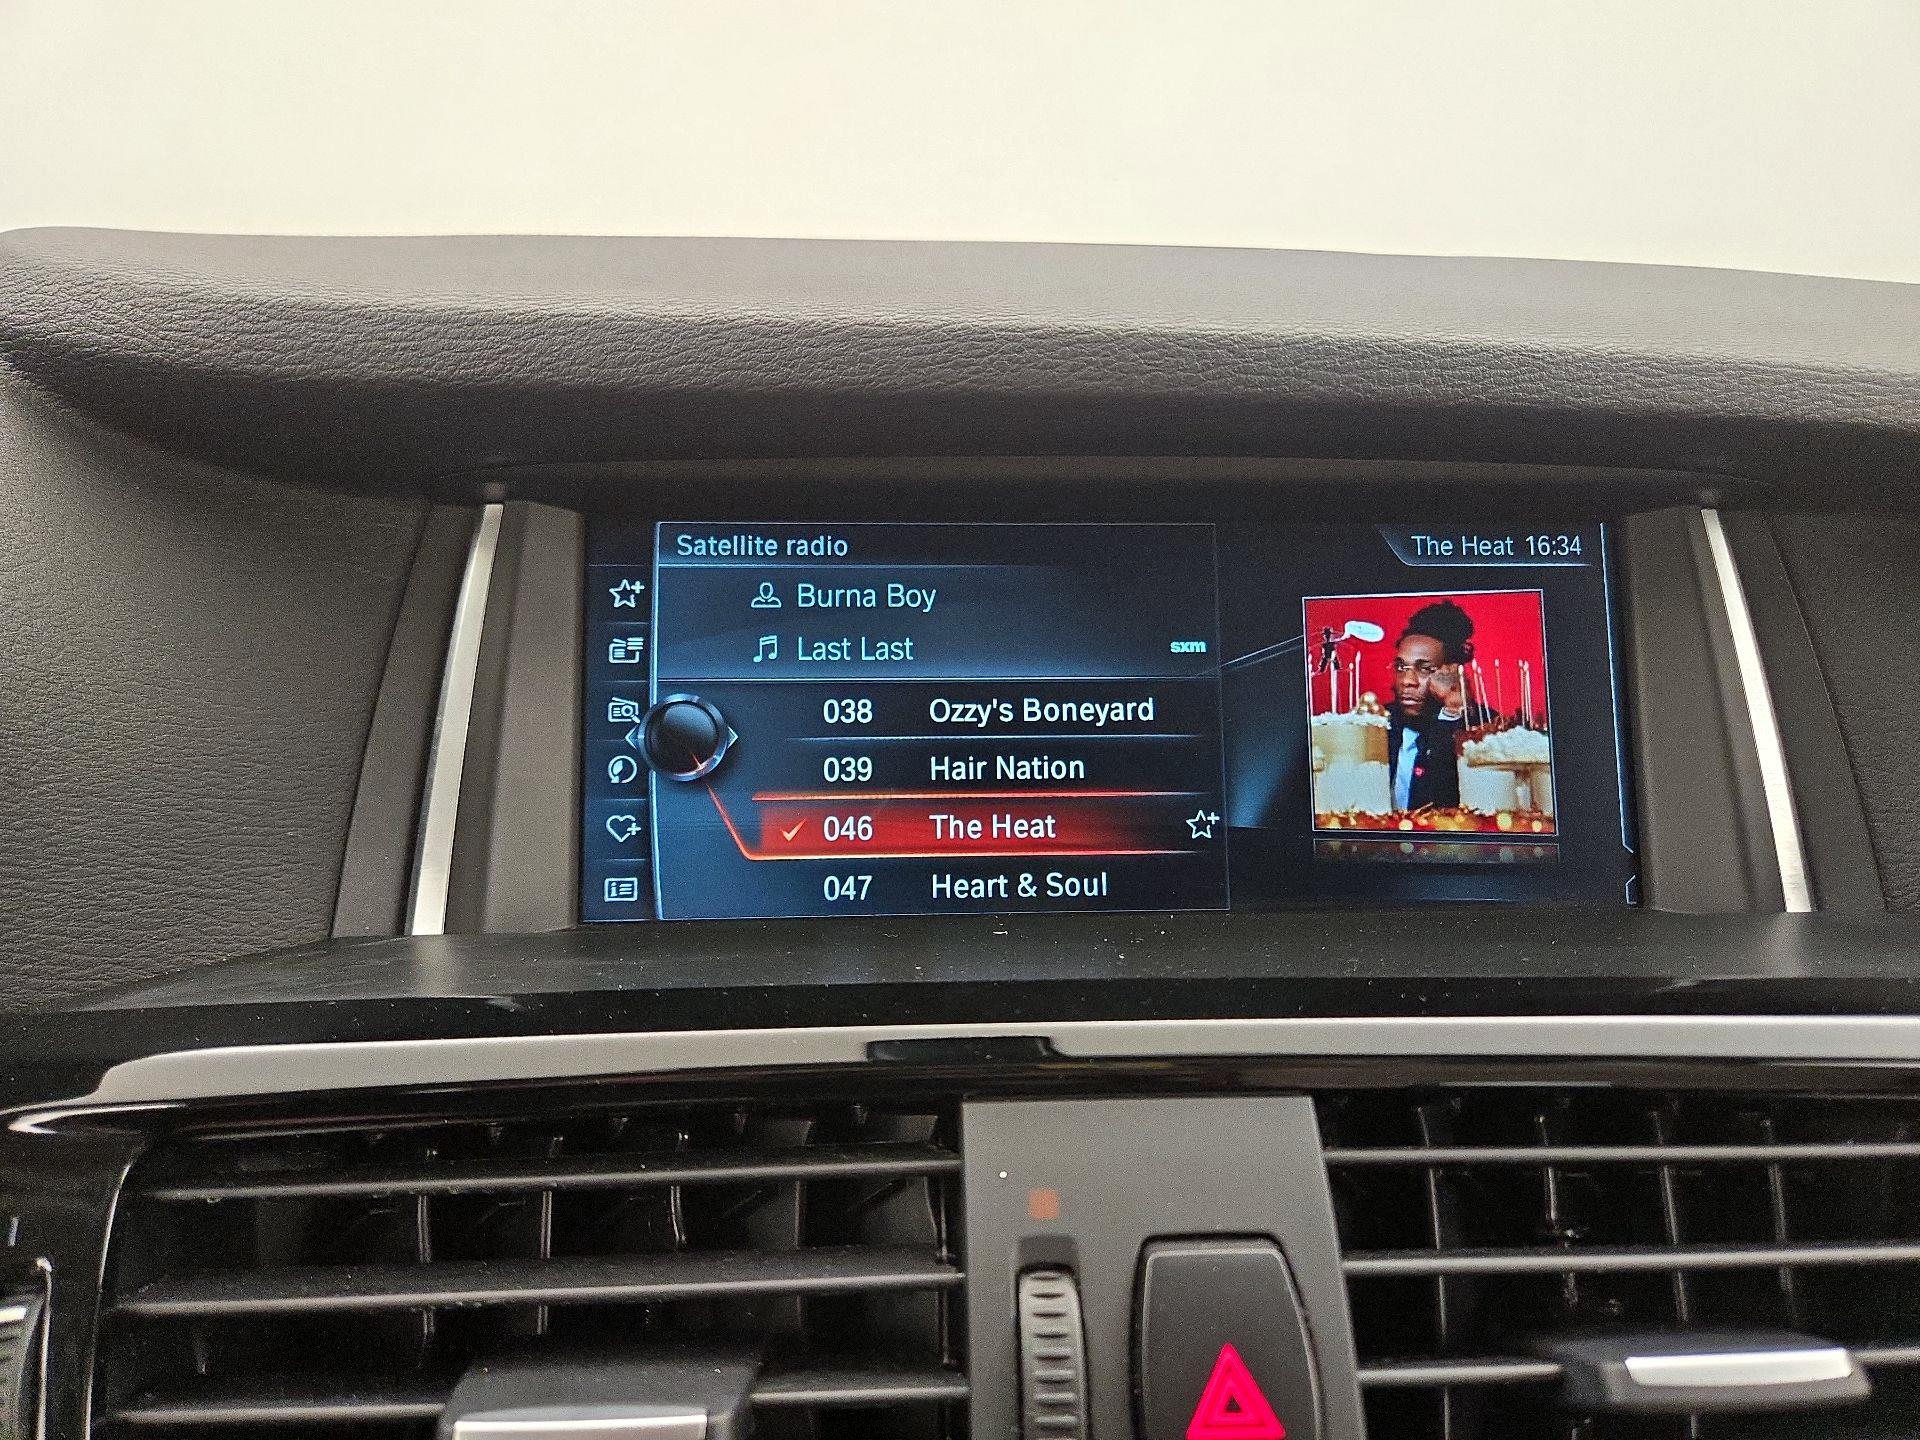 Satellite radio
The Heat 16:34
Burna Boy
Last Last
sxm
038 Ozzy's Boneyard
039 Hair Nation
046 The Heat
047 Heart & Soul